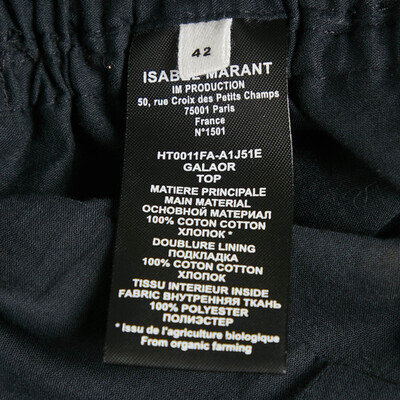 42
ISABEL MARANT
IM PRODUCTION
50, rue Croix des Petits Champs
75001 Paris
France
N°1501
HT0011FA-A1J51E
GALAOR
TOP
MATIERE PRINCIPALE
MAIN MATERIAL
ОСНОВНОЙ МАТЕРИАЛ
100% COTON COTTON
ХЛОПОК *
DOUBLURE LINING
ПОДКЛАДКА
100% COTON COTTON
ХЛОПОК
TISSU INTERIEUR INSIDE
FABRIC ВНУТРЕННЯЯ ТКАНЬ
100% POLYESTER
ПОЛИЭСТЕР
* Issu de l'agriculture biologique
From organic farming